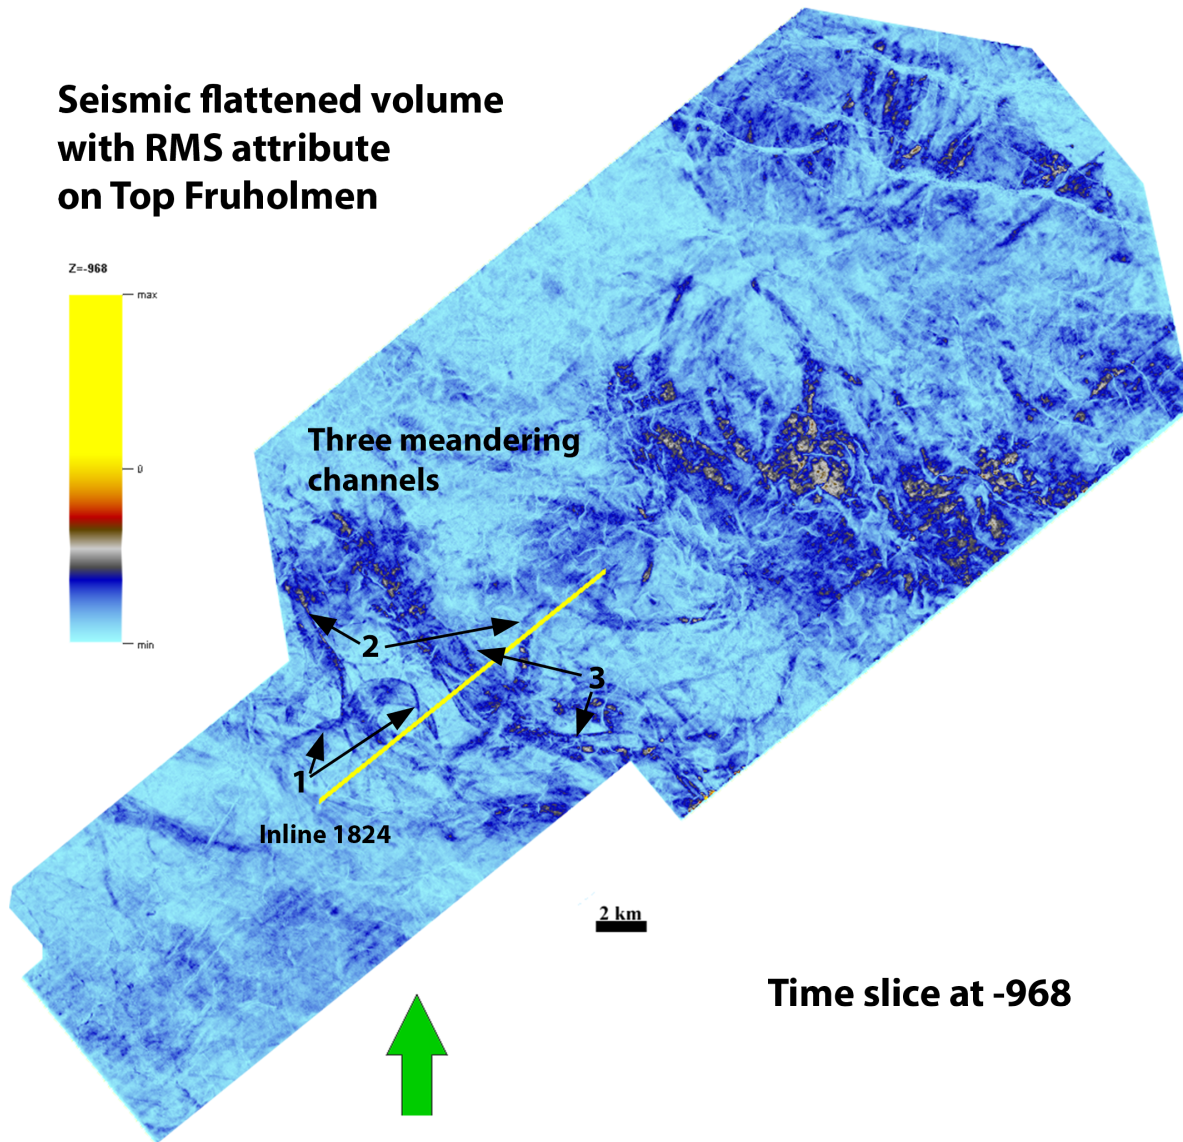 Seismic flattened volume
with RMS attribute
on Top Fruholmen
Z=-968
max
0
min
Three meandering
channels
2
3
1
Inline 1824
2 km
Time slice at -968